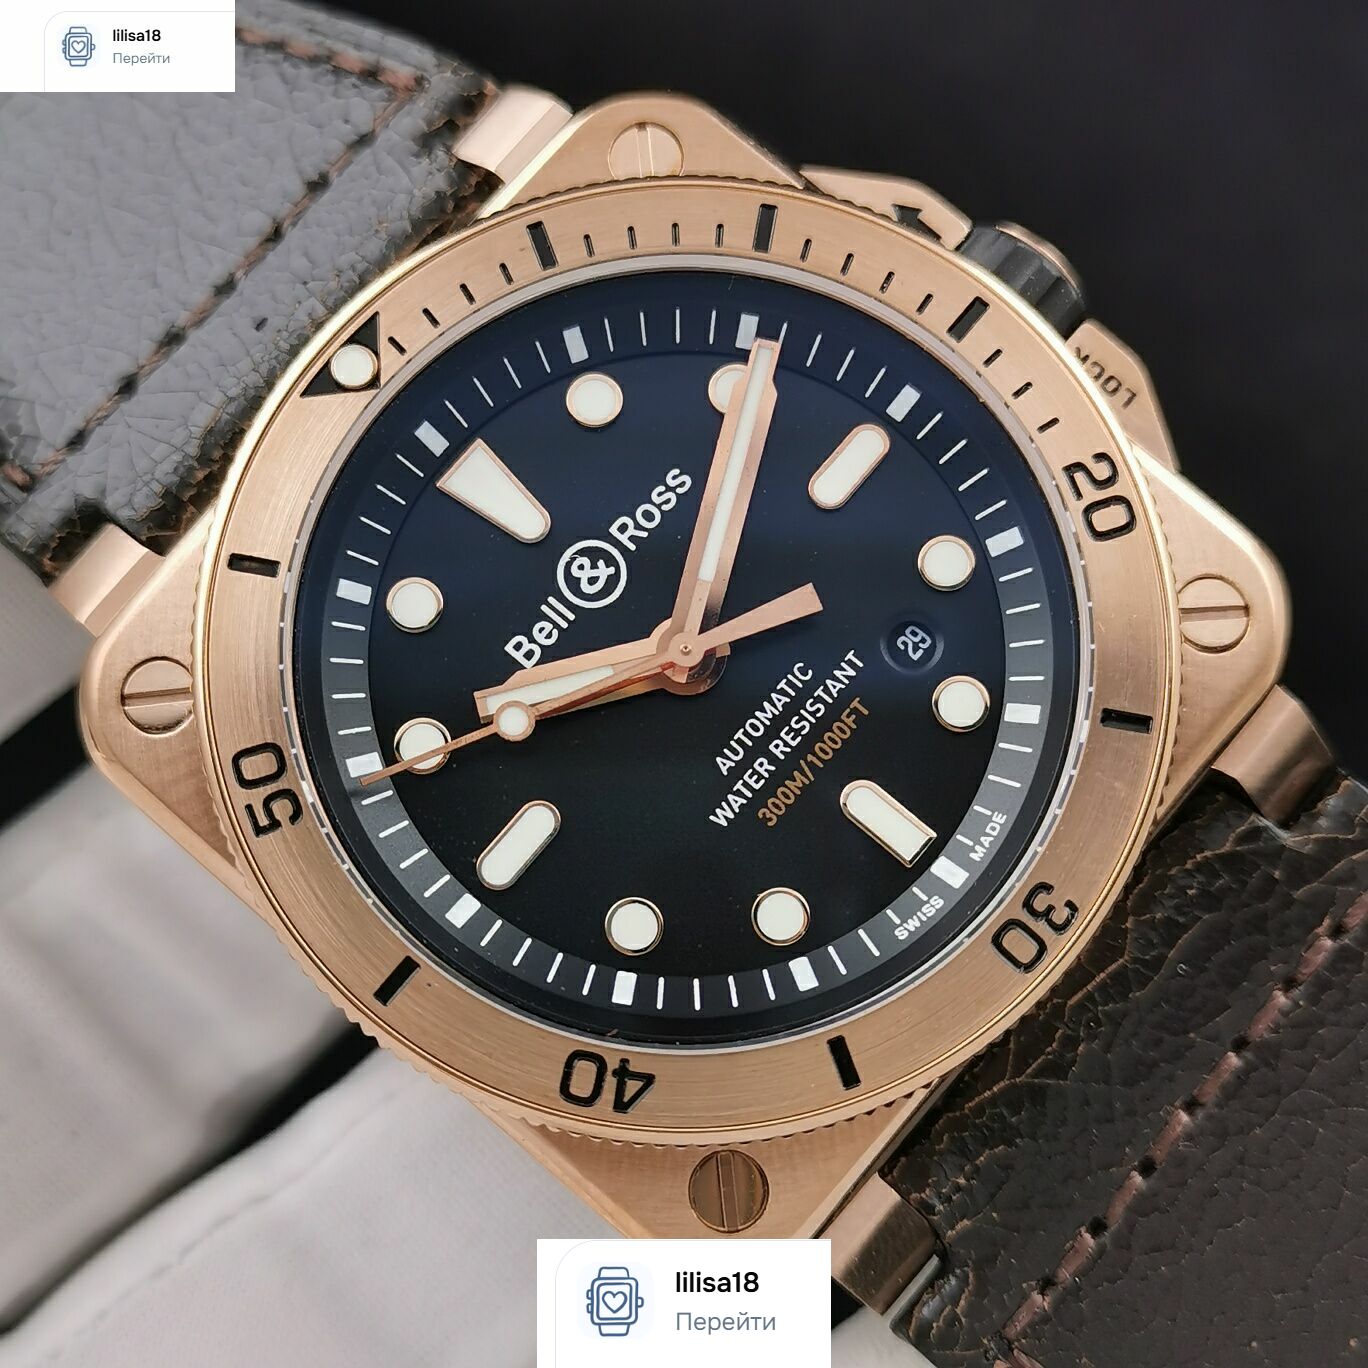 lilisa18
Перейти
LOCK
20
Bell & Ross
29
AUTOMATIC
WATER RESISTANT
300M/1000FT
50
SWISS MADE
30
40
lilisa18
Перейти